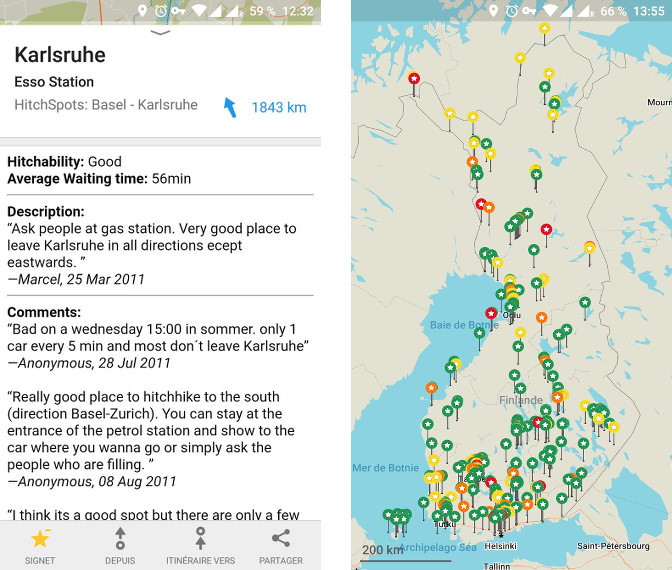 59 % 12:32
Karlsruhe
Esso Station
HitchSpots: Basel - Karlsruhe
1843 km
Hitchability: Good
Average Waiting time: 56min
Description:
“Ask people at gas station. Very good place to
leave Karlsruhe in all directions ecept
eastwards. ”
—Marcel, 25 Mar 2011
Comments:
“Bad on a wednesday 15:00 in sommer. only 1
car every 5 min and most don´t leave Karlsruhe”
—Anonymous, 28 Jul 2011
“Really good place to hitchhike to the south
(direction Basel-Zurich). You can stay at the
entrance of the petrol station and show to the
car where you wanna go or simply ask the
people who are filling. ”
—Anonymous, 08 Aug 2011
“I think its a good spot but there are only a few
SIGNET
DEPUIS
ITINÉRAIRE VERS
PARTAGER
66 % 13:55
Mourn
Oulu
Baie de Botnie
Finlande
Mer de Botnie
Turku
200 km
Archipelago Sea
Helsinki
Saint-Pétersbourg
Tallinn